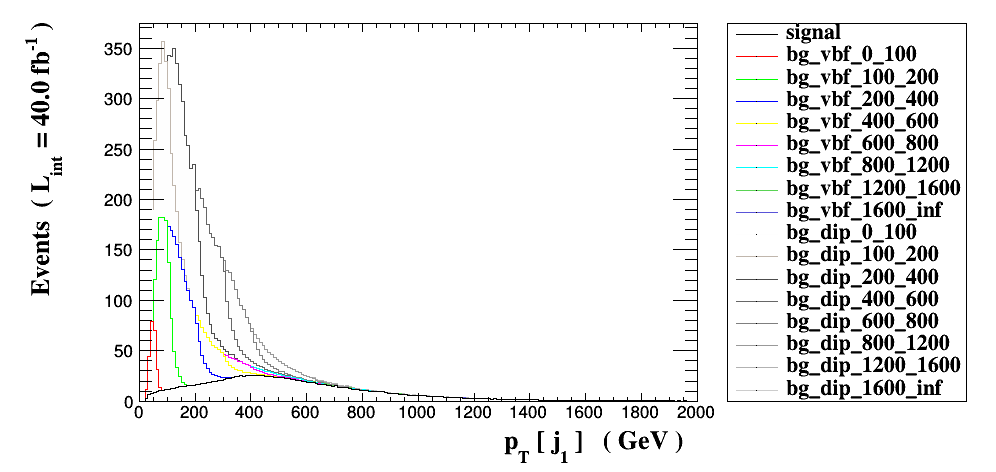 Events ( L_int = 40.0 fb^-1 )
350
300
250
200
150
100
50
0
0 200 400 600 800 1000 1200 1400 1600 1800 2000
p_T [ j_1 ] ( GeV )
signal
bg_vbf_0_100
bg_vbf_100_200
bg_vbf_200_400
bg_vbf_400_600
bg_vbf_600_800
bg_vbf_800_1200
bg_vbf_1200_1600
bg_vbf_1600_inf
bg_dip_0_100
bg_dip_100_200
bg_dip_200_400
bg_dip_400_600
bg_dip_600_800
bg_dip_800_1200
bg_dip_1200_1600
bg_dip_1600_inf